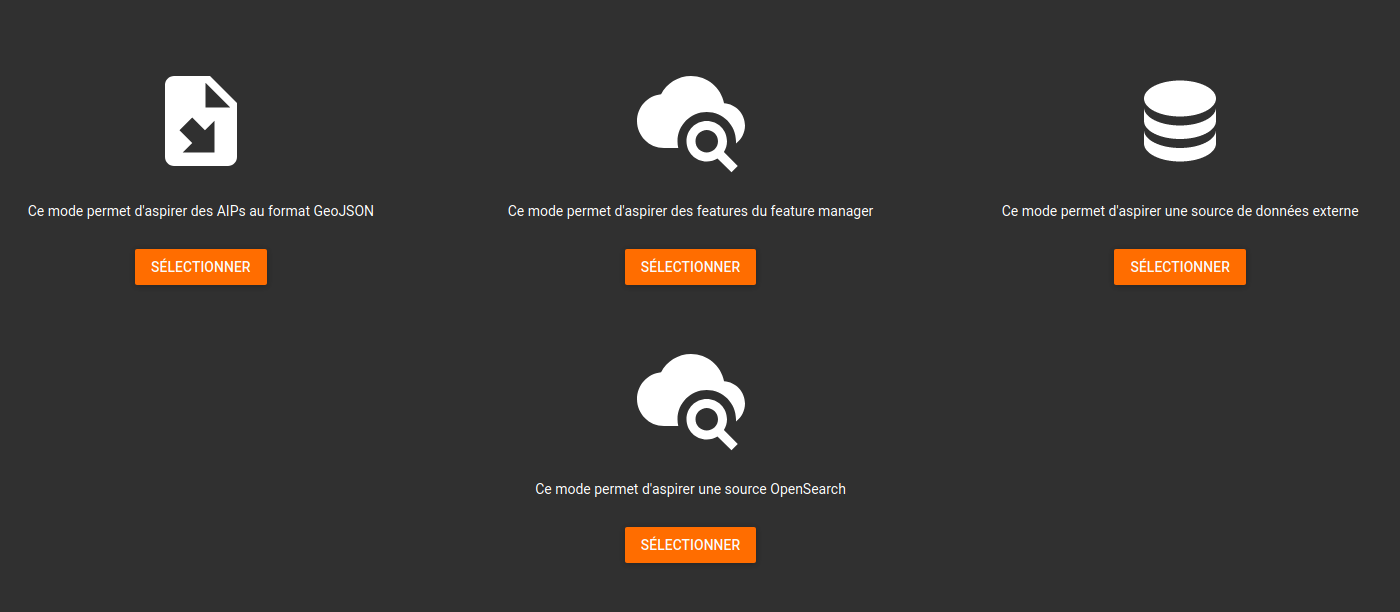 Ce mode permet d'aspirer des AIPs au format GeoJSON
Ce mode permet d'aspirer des features du feature manager
Ce mode permet d'aspirer une source de données externe
SÉLECTIONNER
SÉLECTIONNER
SÉLECTIONNER
Ce mode permet d'aspirer une source OpenSearch
SÉLECTIONNER